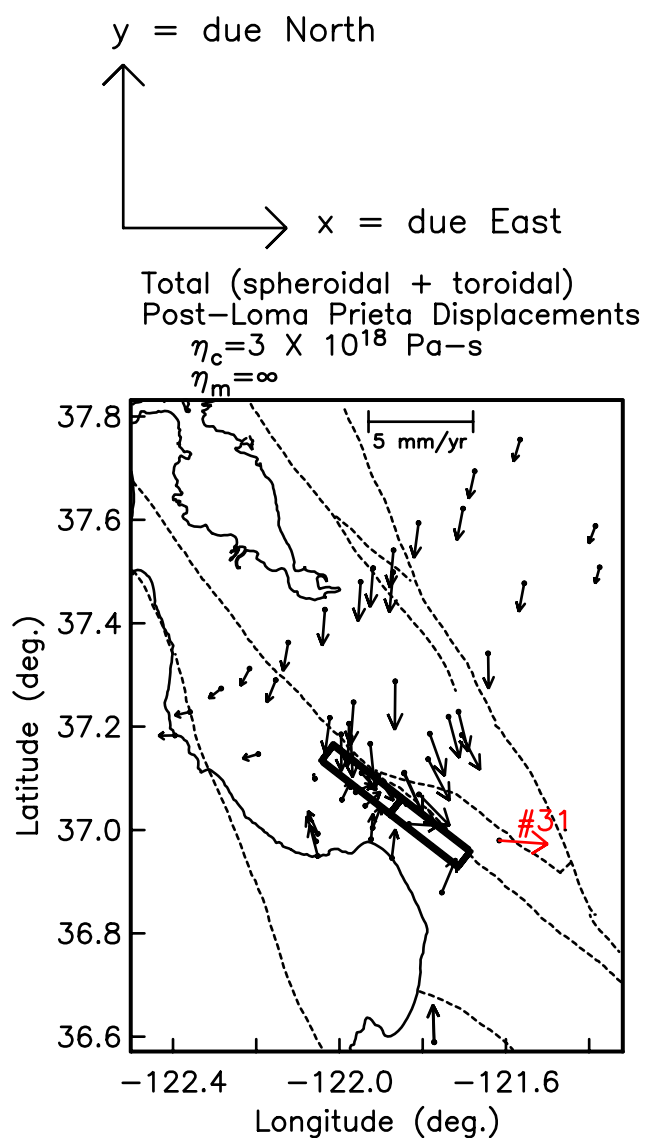 y = due North
x = due East
Total (spheroidal + toroidal)
Post-Loma Prieta Displacements
ηc=3 X 10¹⁸ Pa-s
ηm=∞
37.8
5 mm/yr
37.6
37.4
37.2
37.0
#31
36.8
36.6
Latitude (deg.)
-122.4 -122.0 -121.6
Longitude (deg.)